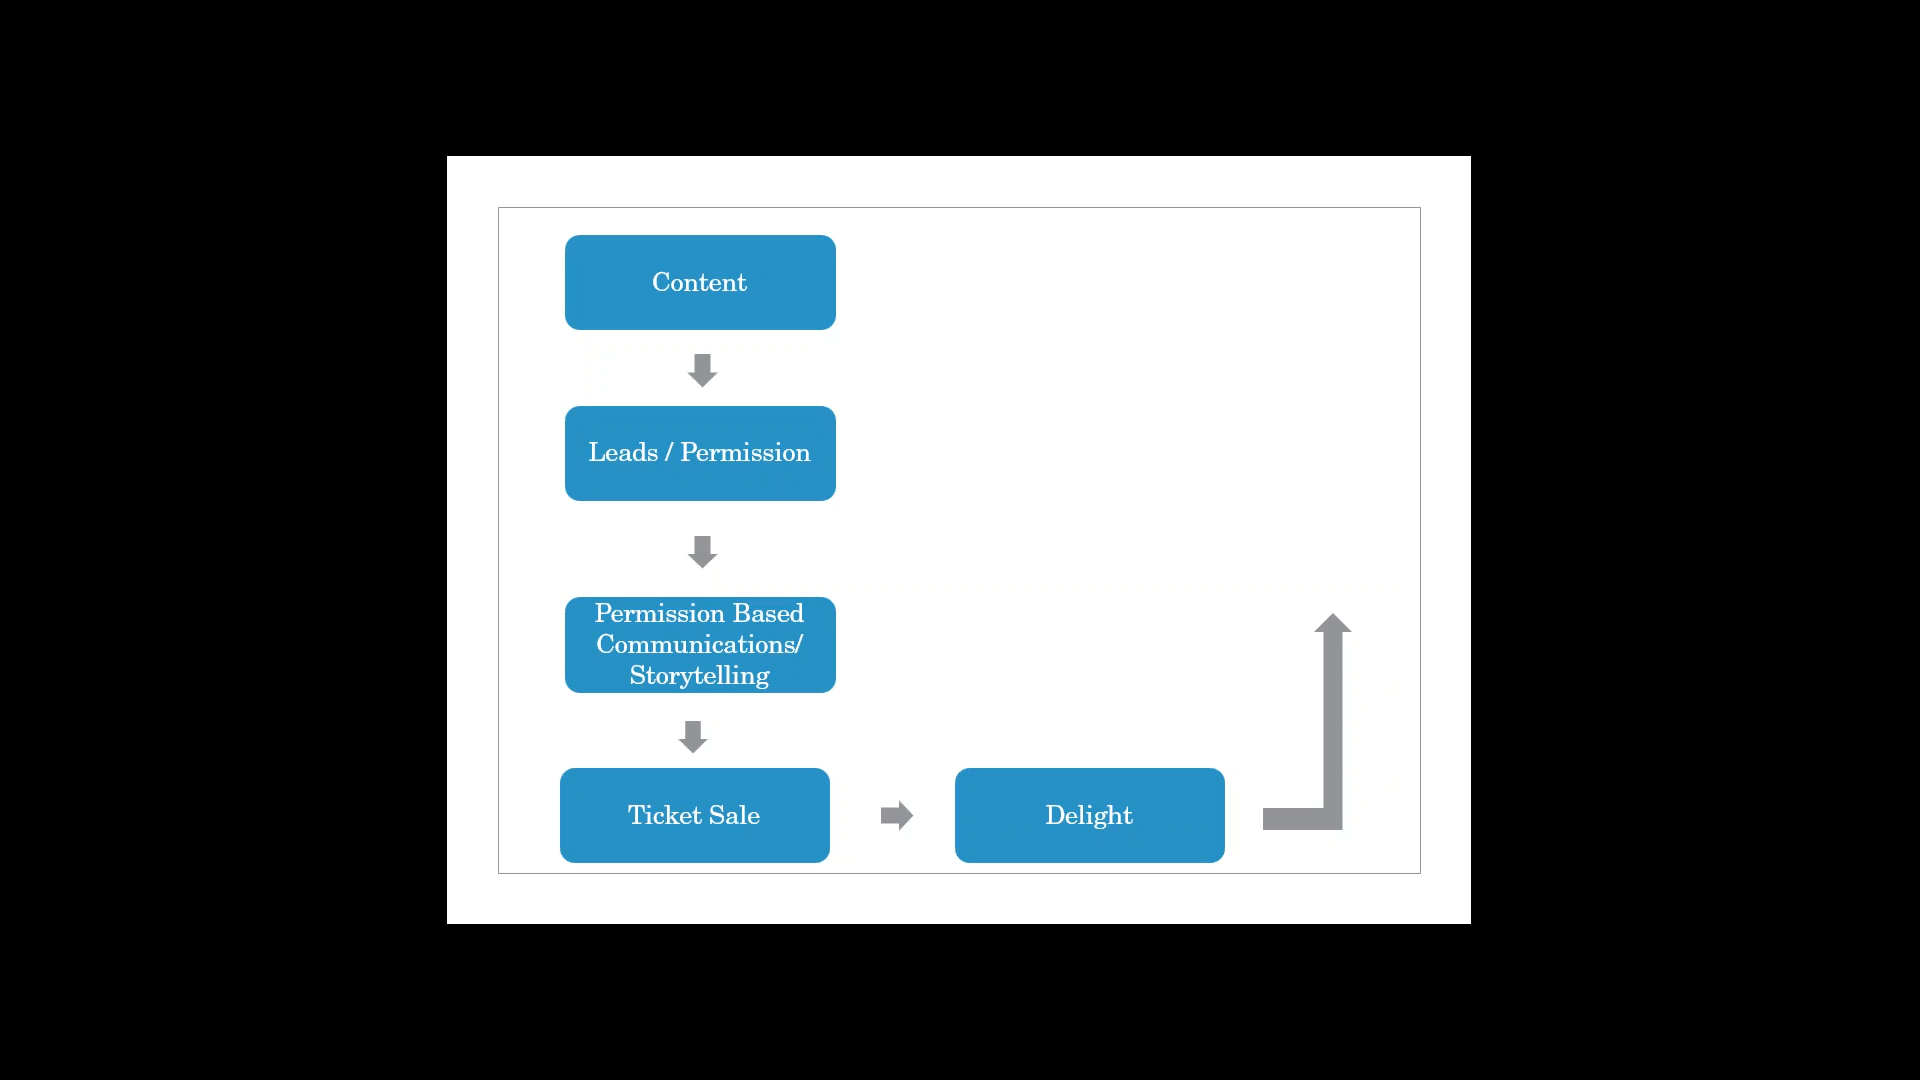 Content
Leads / Permission
Permission Based
Communications/
Storytelling
Ticket Sale
Delight